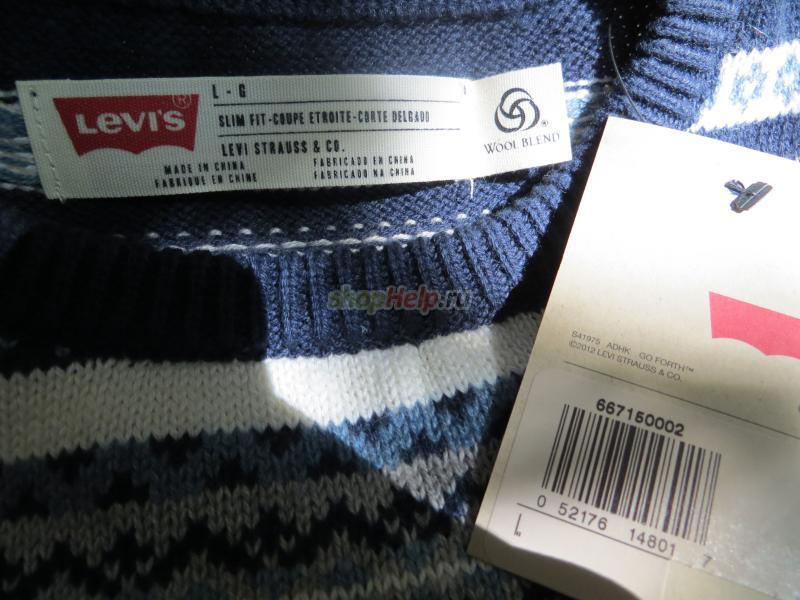 LEVI'S®
L - G
SLIM FIT-COUPE ETROITE-CORTE DELGADO
LEVI STRAUSS & CO.
MADE IN CHINA
FABRIQUE EN CHINE
FABRICADO EN CHINA
FABRICADO NA CHINA
WOOL BLEND
shopHelp.ru
S41975 ADHK GO FORTH™
©2012 LEVI STRAUSS & CO.
667150002
0 52176 14801 7
L